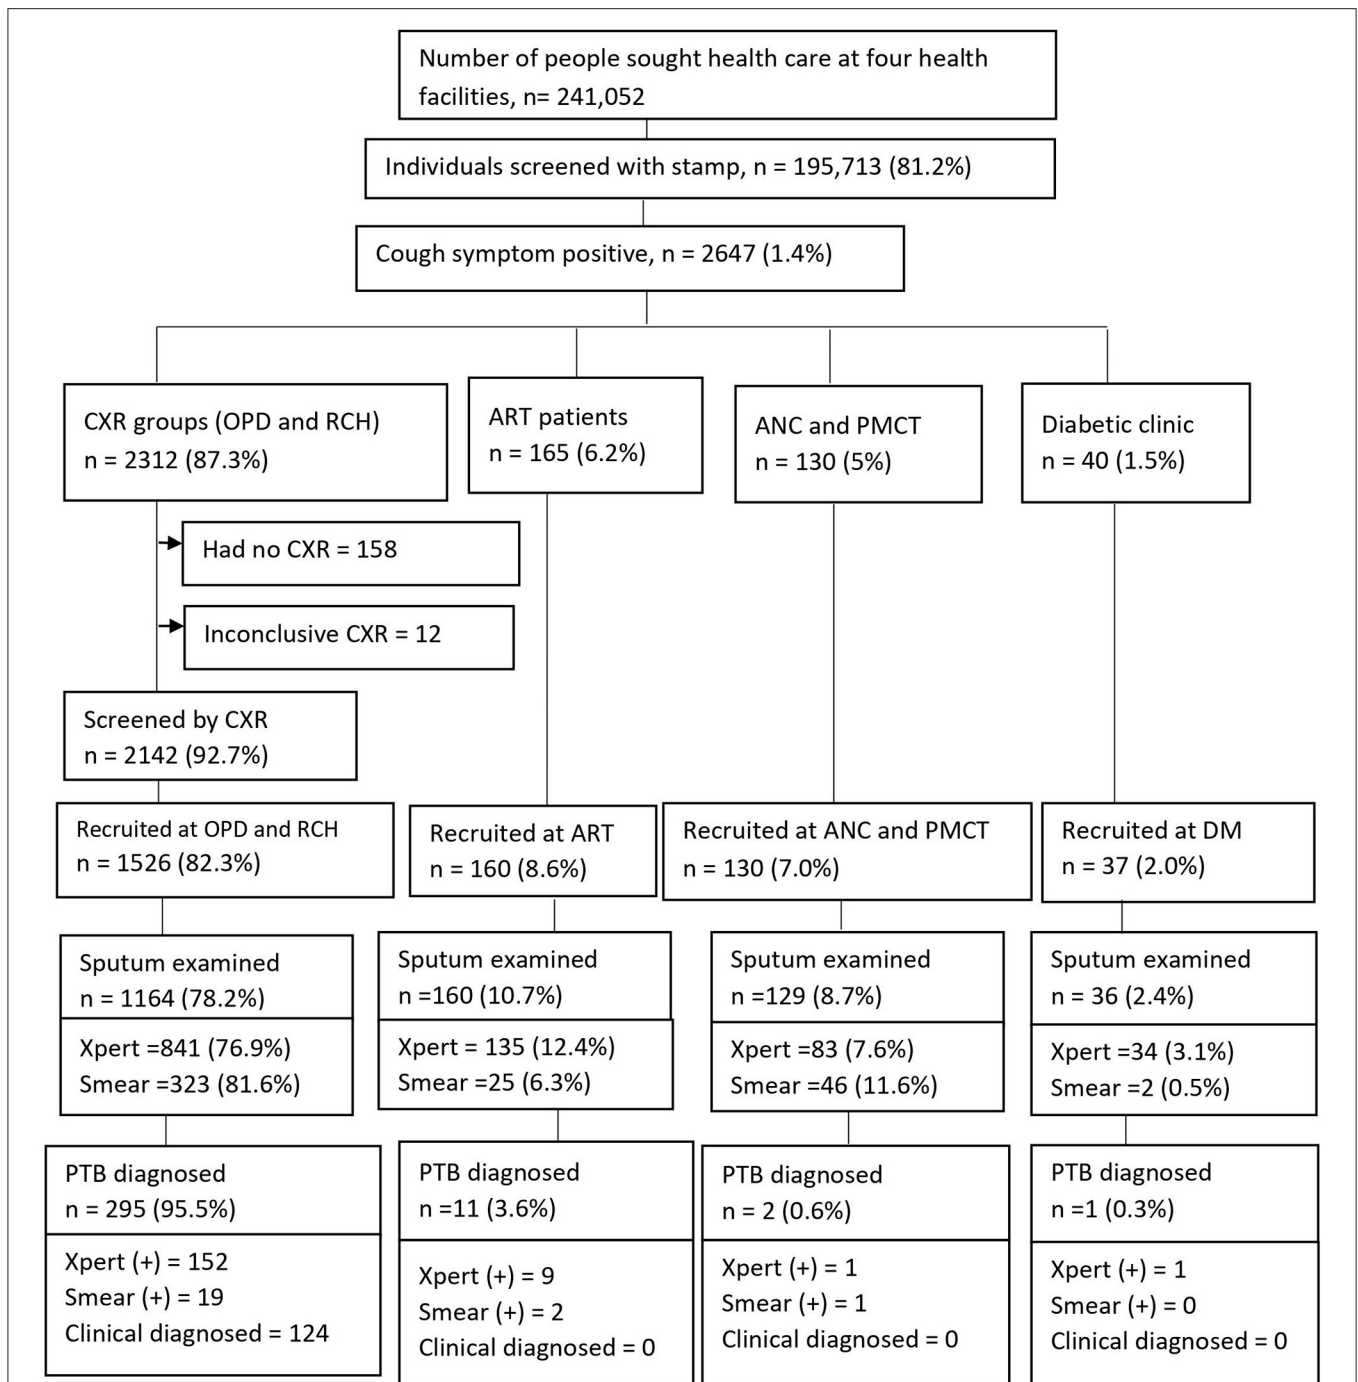 Number of people sought health care at four health
facilities, n= 241,052
Individuals screened with stamp, n = 195,713 (81.2%)
Cough symptom positive, n = 2647 (1.4%)
CXR groups (OPD and RCH)
n = 2312 (87.3%)
ART patients
n = 165 (6.2%)
ANC and PMCT
n = 130 (5%)
Diabetic clinic
n = 40 (1.5%)
Had no CXR = 158
Inconclusive CXR = 12
Screened by CXR
n = 2142 (92.7%)
Recruited at OPD and RCH
n = 1526 (82.3%)
Recruited at ART
n = 160 (8.6%)
Recruited at ANC and PMCT
n = 130 (7.0%)
Recruited at DM
n = 37 (2.0%)
Sputum examined
n = 1164 (78.2%)
Xpert =841 (76.9%)
Smear =323 (81.6%)
Sputum examined
n =160 (10.7%)
Xpert = 135 (12.4%)
Smear =25 (6.3%)
Sputum examined
n =129 (8.7%)
Xpert =83 (7.6%)
Smear =46 (11.6%)
Sputum examined
n = 36 (2.4%)
Xpert =34 (3.1%)
Smear =2 (0.5%)
PTB diagnosed
n = 295 (95.5%)
Xpert (+) = 152
Smear (+) = 19
Clinical diagnosed = 124
PTB diagnosed
n =11 (3.6%)
Xpert (+) = 9
Smear (+) = 2
Clinical diagnosed = 0
PTB diagnosed
n = 2 (0.6%)
Xpert (+) = 1
Smear (+) = 1
Clinical diagnosed = 0
PTB diagnosed
n =1 (0.3%)
Xpert (+) = 1
Smear (+) = 0
Clinical diagnosed = 0